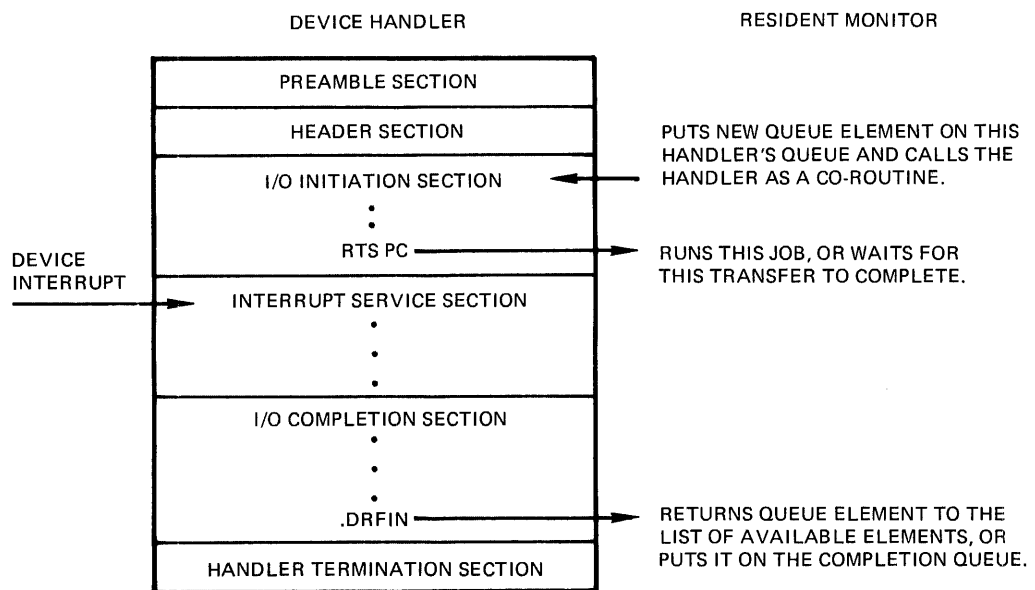 DEVICE HANDLER
RESIDENT MONITOR
PREAMBLE SECTION
HEADER SECTION
PUTS NEW QUEUE ELEMENT ON THIS
HANDLER'S QUEUE AND CALLS THE
HANDLER AS A CO-ROUTINE.
I/O INITIATION SECTION
RTS PC
RUNS THIS JOB, OR WAITS FOR
THIS TRANSFER TO COMPLETE.
DEVICE
INTERRUPT
INTERRUPT SERVICE SECTION
I/O COMPLETION SECTION
.DRFIN
RETURNS QUEUE ELEMENT TO THE
LIST OF AVAILABLE ELEMENTS, OR
PUTS IT ON THE COMPLETION QUEUE.
HANDLER TERMINATION SECTION